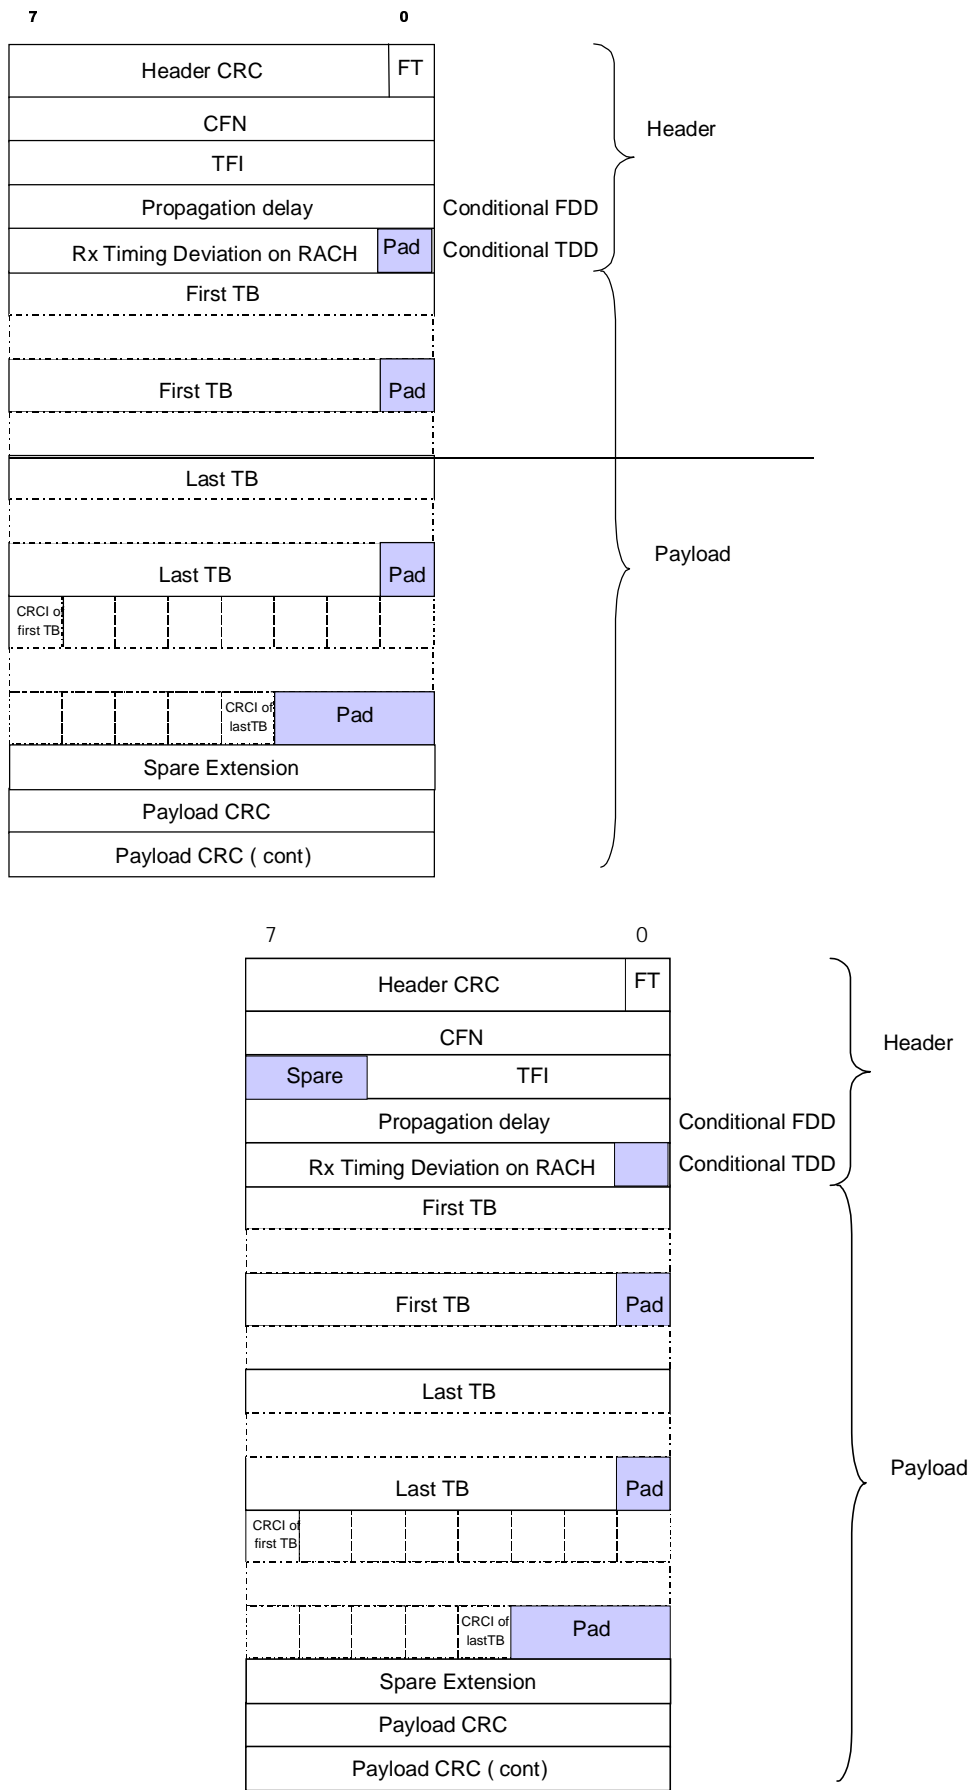 7 0
Header CRC FT
CFN
TFI
Propagation delay Conditional FDD
Rx Timing Deviation on RACH Pad Conditional TDD
Header
First TB
First TB Pad
Last TB
Last TB Pad
Payload
CRCI of
first TB
CRCI of
lastTB
Pad
Spare Extension
Payload CRC
Payload CRC ( cont)
7 0
Header CRC FT
CFN
Header
Spare TFI
Propagation delay Conditional FDD
Rx Timing Deviation on RACH Conditional TDD
First TB
First TB Pad
Last TB
Last TB Pad
Payload
CRCI of
first TB
CRCI of
lastTB
Pad
Spare Extension
Payload CRC
Payload CRC ( cont)